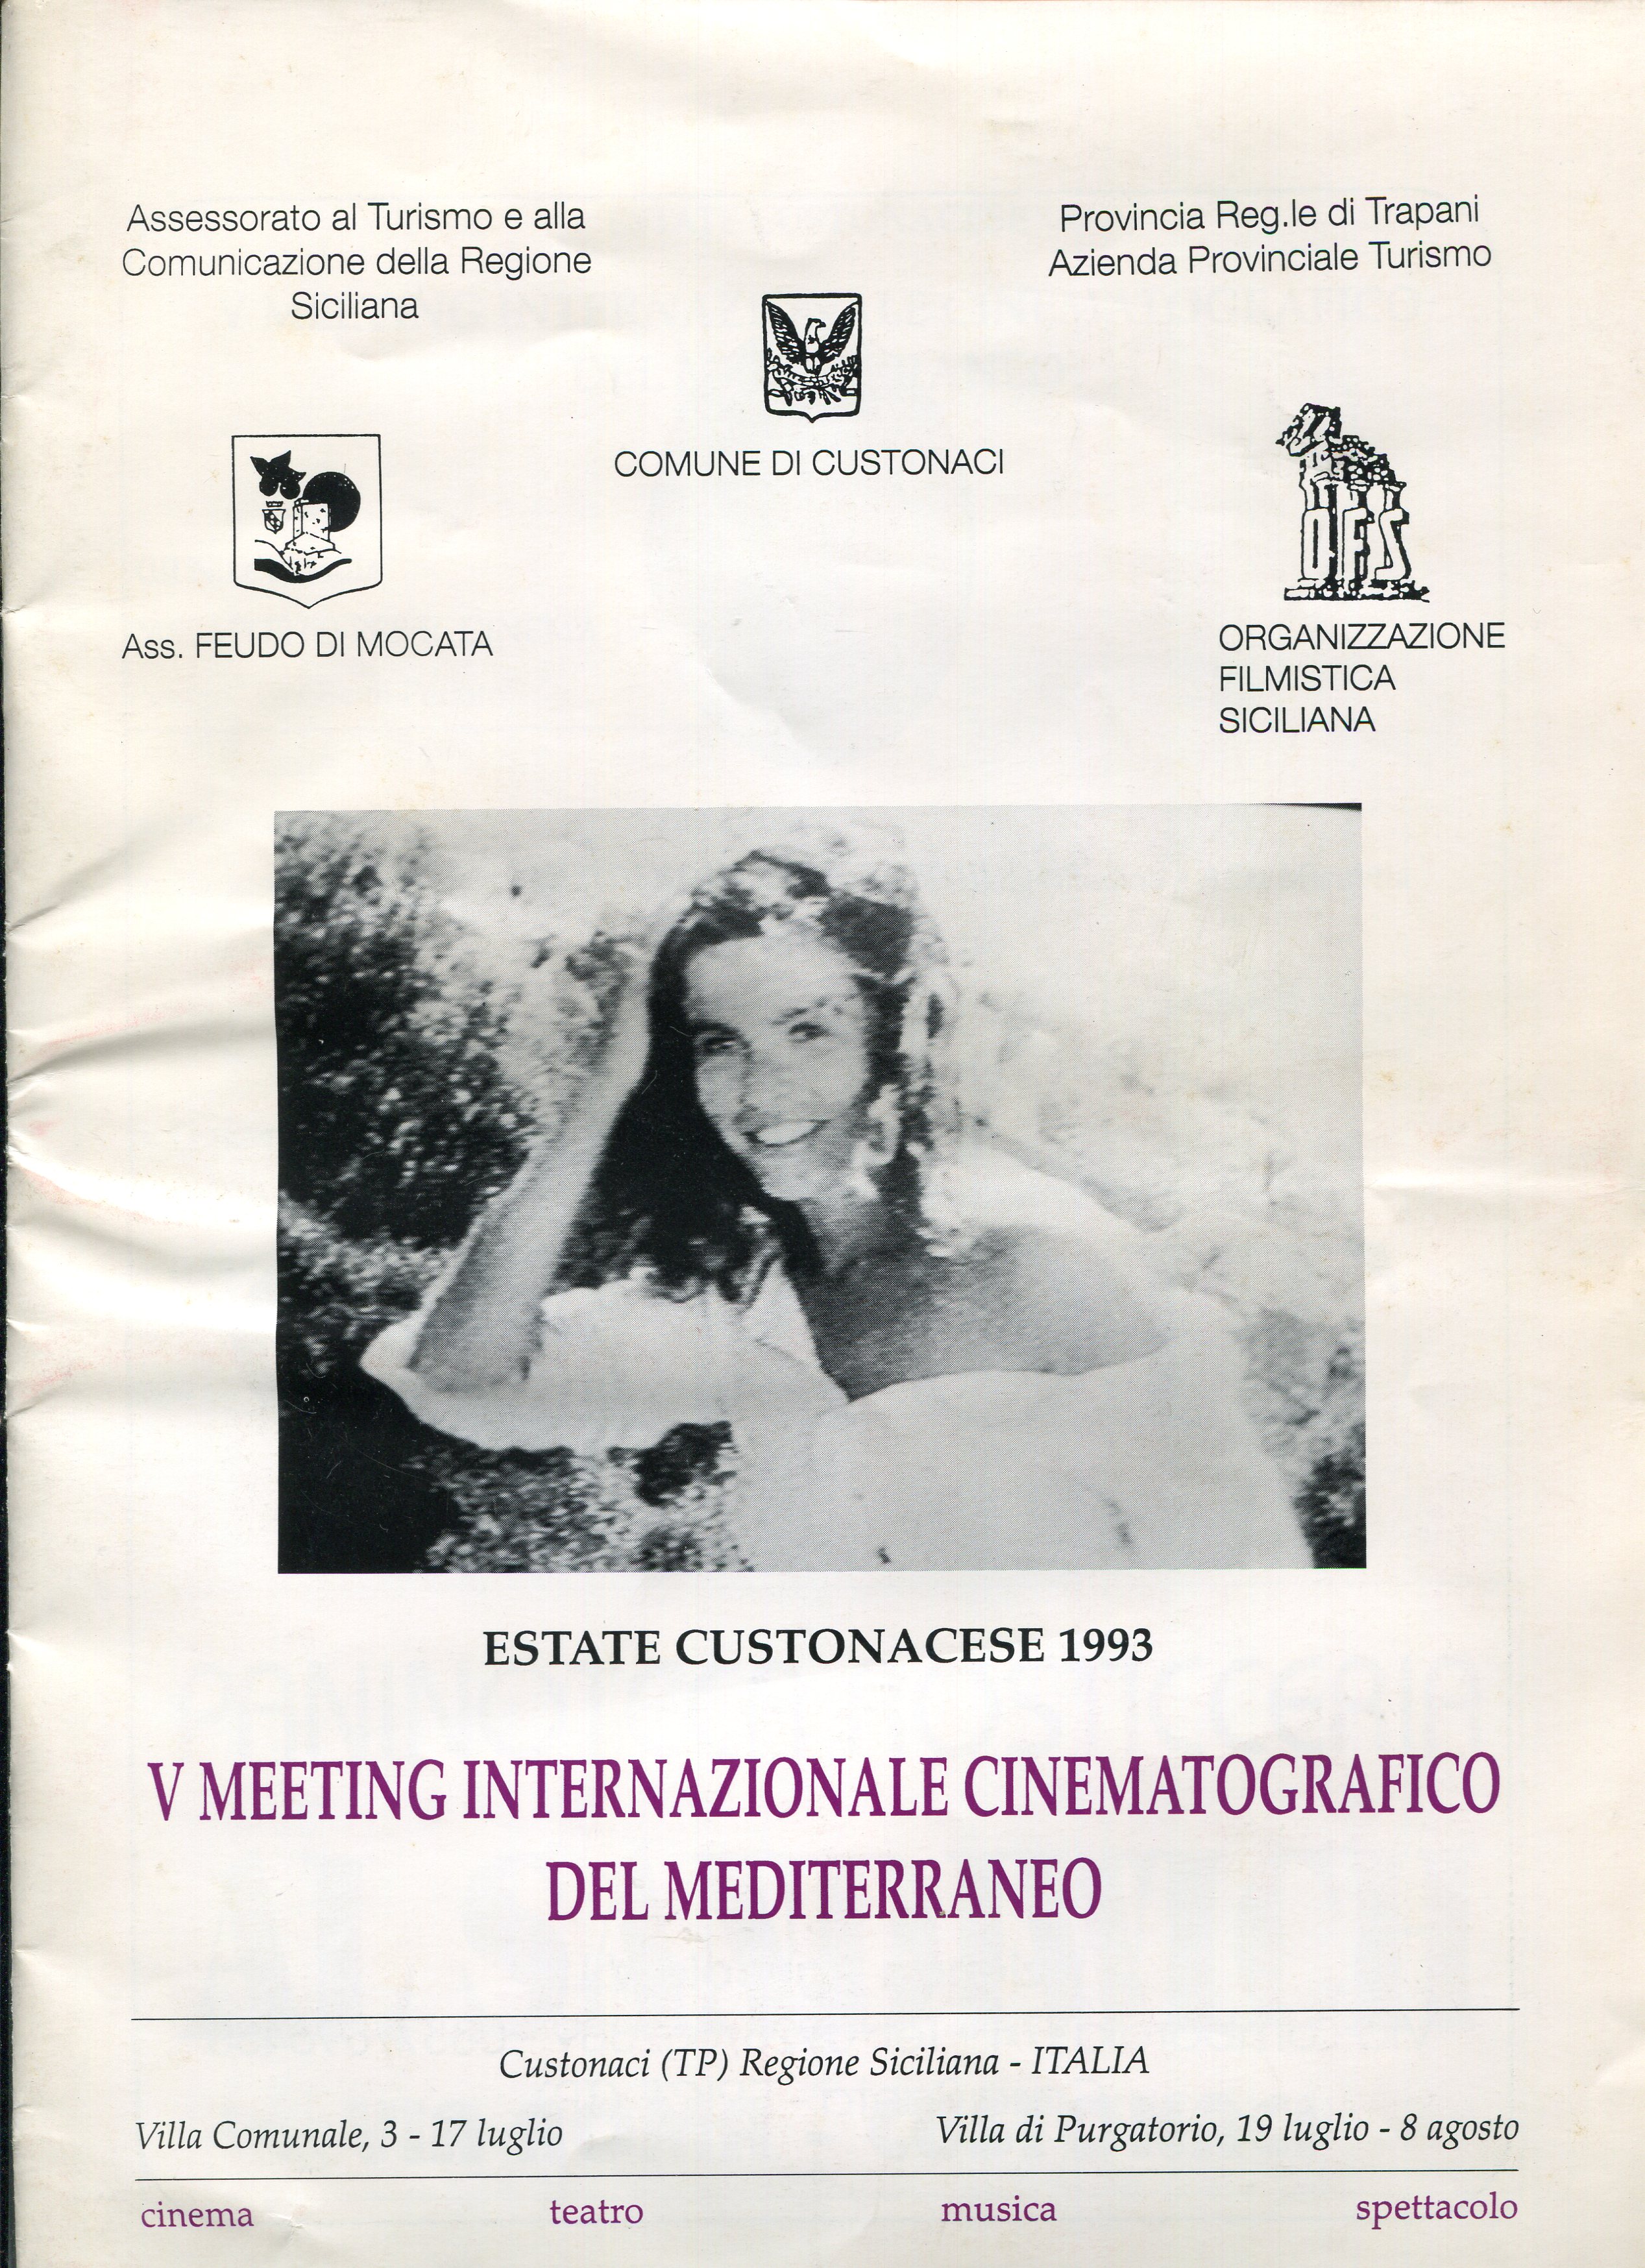 Assessorato al Turismo e alla
Comunicazione della Regione
Siciliana
Provincia Reg.le di Trapani
Azienda Provinciale Turismo
COMUNE DI CUSTONACI
Ass. FEUDO DI MOCATA
OFS
ORGANIZZAZIONE
FILMISTICA
SICILIANA
ESTATE CUSTONACESE 1993
V MEETING INTERNAZIONALE CINEMATOGRAFICO
DEL MEDITERRANEO
Custonaci (TP) Regione Siciliana - ITALIA
Villa Comunale, 3 - 17 luglio
Villa di Purgatorio, 19 luglio - 8 agosto
cinema teatro musica spettacolo